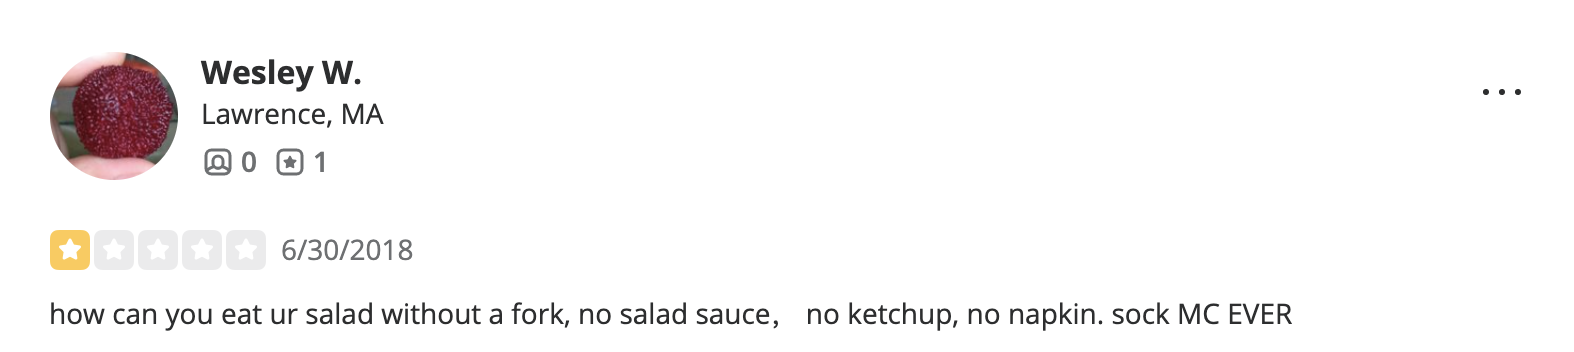 Wesley W.
Lawrence, MA
0 1
6/30/2018
how can you eat ur salad without a fork, no salad sauce， no ketchup, no napkin. sock MC EVER